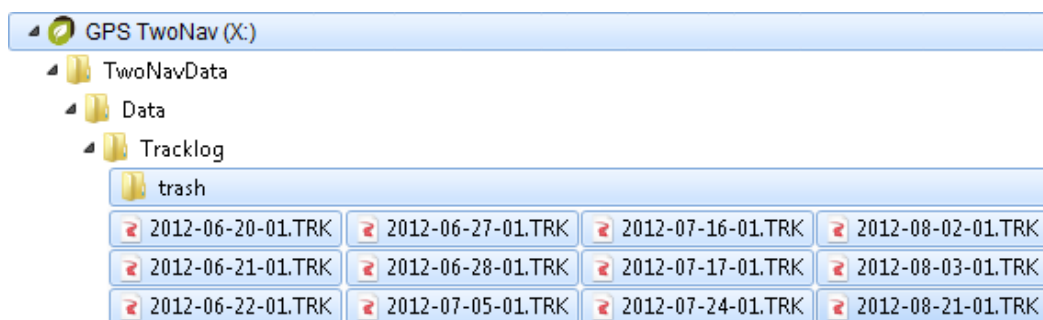 GPS TwoNav (X:)
TwoNavData
Data
Tracklog
trash
2012-06-20-01.TRK 2012-06-27-01.TRK 2012-07-16-01.TRK 2012-08-02-01.TRK
2012-06-21-01.TRK 2012-06-28-01.TRK 2012-07-17-01.TRK 2012-08-03-01.TRK
2012-06-22-01.TRK 2012-07-05-01.TRK 2012-07-24-01.TRK 2012-08-21-01.TRK